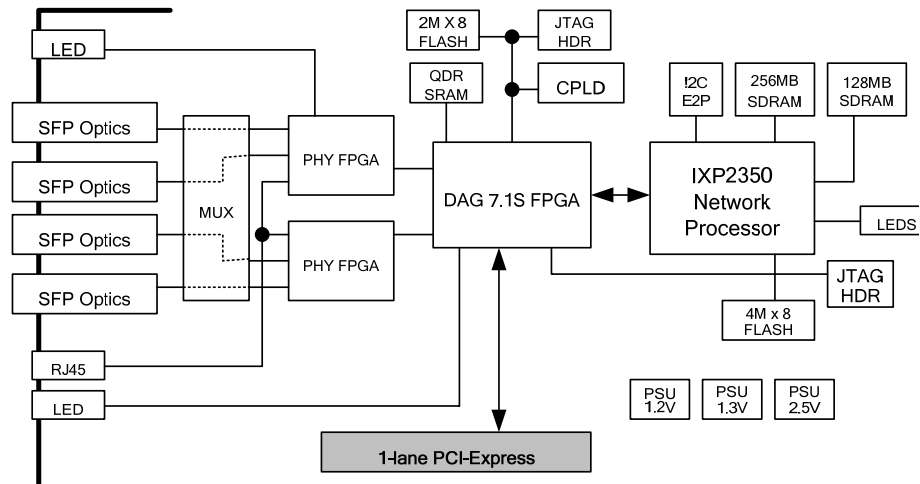 LED
2M X 8
FLASH
JTAG
HDR
QDR
SRAM
CPLD
!2C
E2P
256MB
SDRAM
128MB
SDRAM
SFP Optics
SFP Optics
SFP Optics
SFP Optics
MUX
PHY FPGA
PHY FPGA
DAG 7.1S FPGA
IXP2350
Network
Processor
LEDS
JTAG
HDR
4M x 8
FLASH
RJ45
LED
PSU
1.2V
PSU
1.3V
PSU
2.5V
1-lane PCI-Express